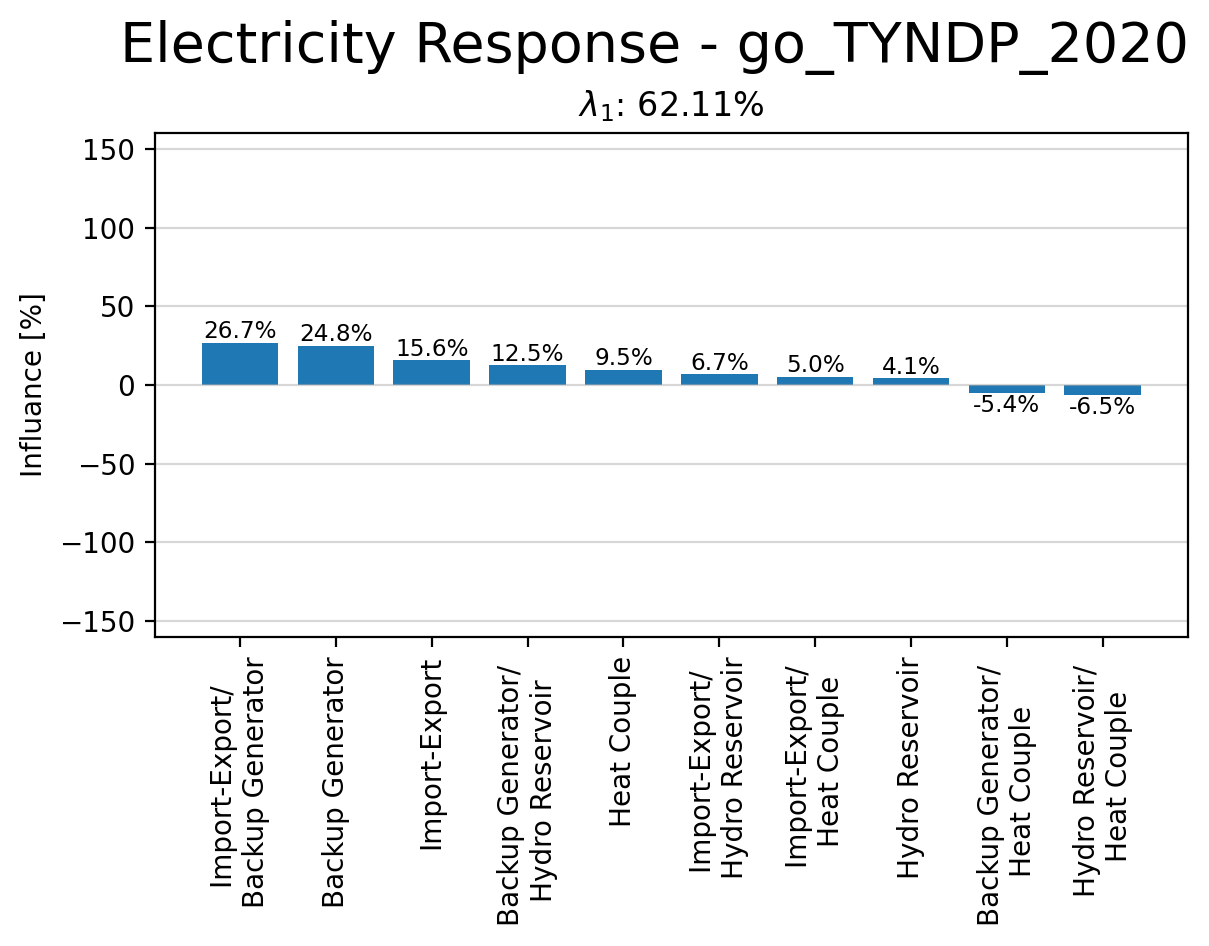 Electricity Response - go_TYNDP_2020
λ1: 62.11%
Influance [%]
150
100
50
0
−50
−100
−150
26.7%
24.8%
15.6%
12.5%
9.5%
6.7%
5.0%
4.1%
-5.4%
-6.5%
Import-Export/
Backup Generator
Backup Generator
Import-Export
Backup Generator/
Hydro Reservoir
Heat Couple
Import-Export/
Hydro Reservoir
Import-Export/
Heat Couple
Hydro Reservoir
Backup Generator/
Heat Couple
Hydro Reservoir/
Heat Couple